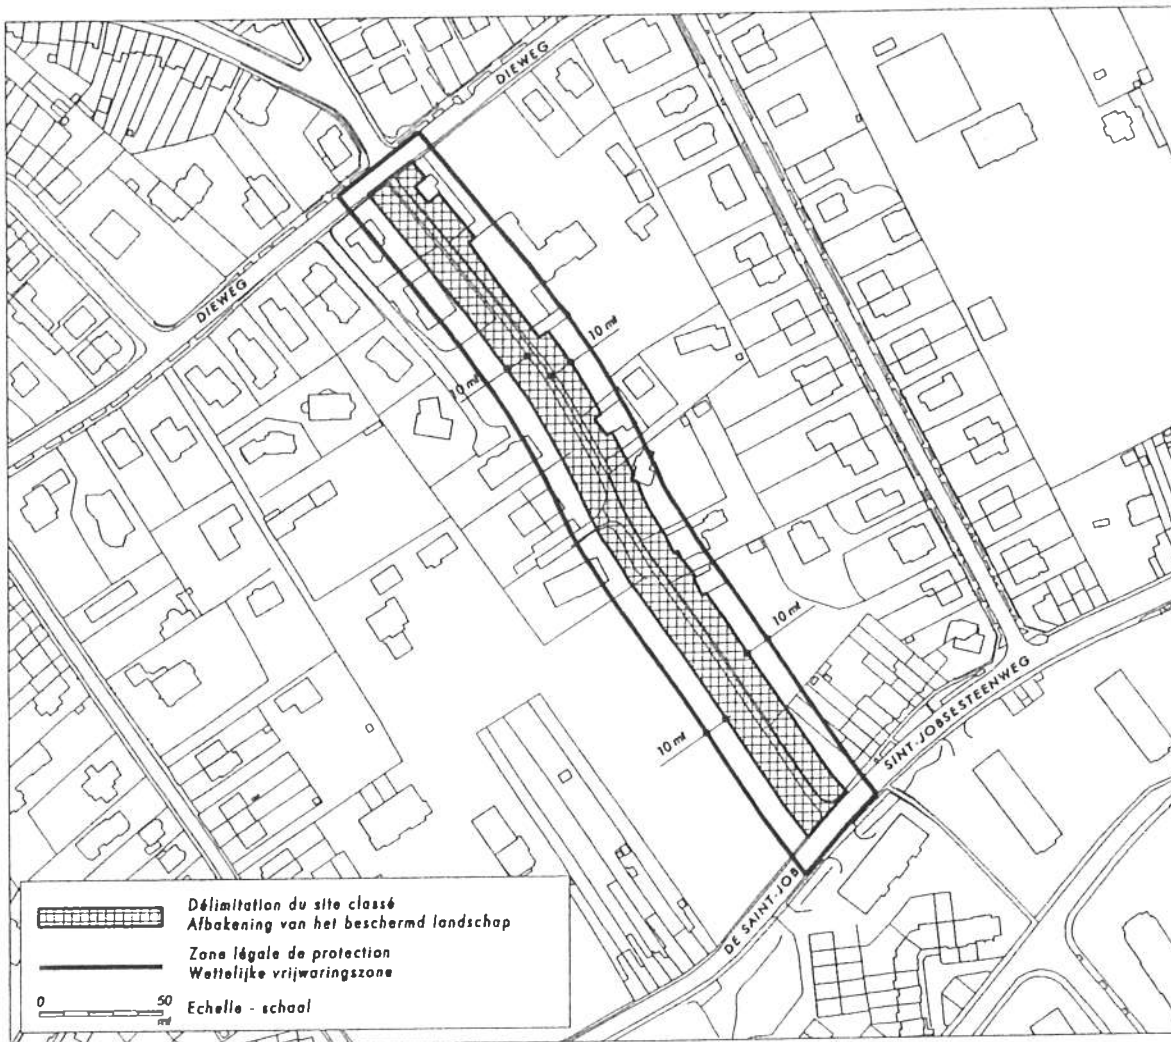 DIEWEG
DIEWEG
10 mt
10 mt
10 mt
10 mt
SINT-JOBSESTEENWEG
DE SAINT-JOB
Délimitation du site classé
Afbakening van het beschermd landschap
Zone légale de protection
Wettelijke vrijwaringszone
0 50
mt
Echelle - schaal